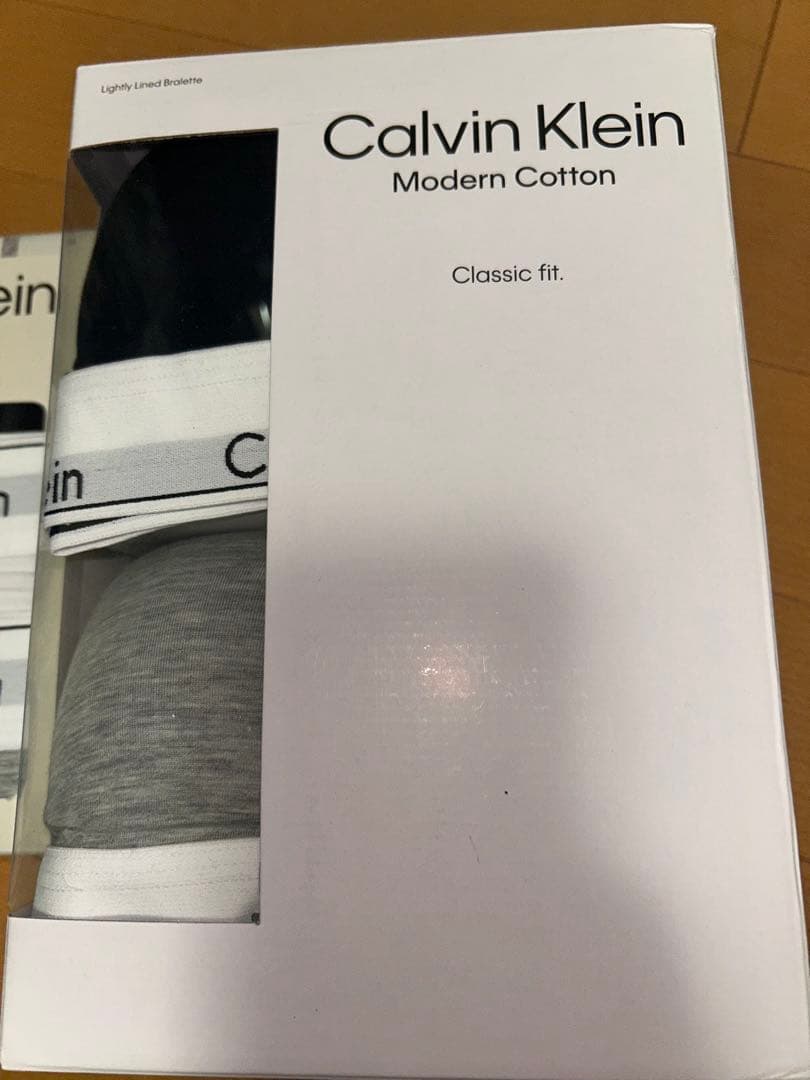 Lightly Lined Bralette
Calvin Klein
Modern Cotton
Classic fit.
ein
in
C